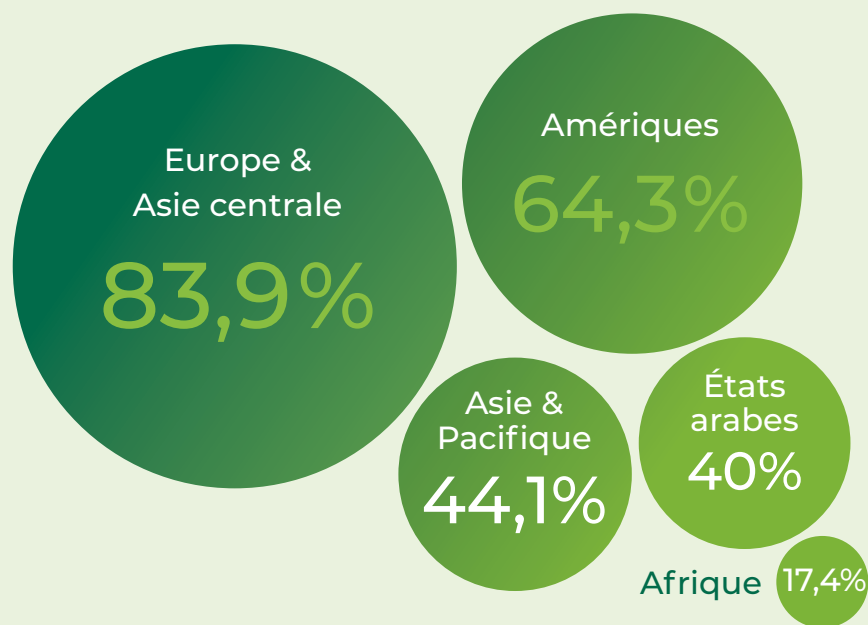 Europe &
Asie centrale
83,9%
Amériques
64,3%
Asie &
Pacifique
44,1%
États
arabes
40%
Afrique
17,4%